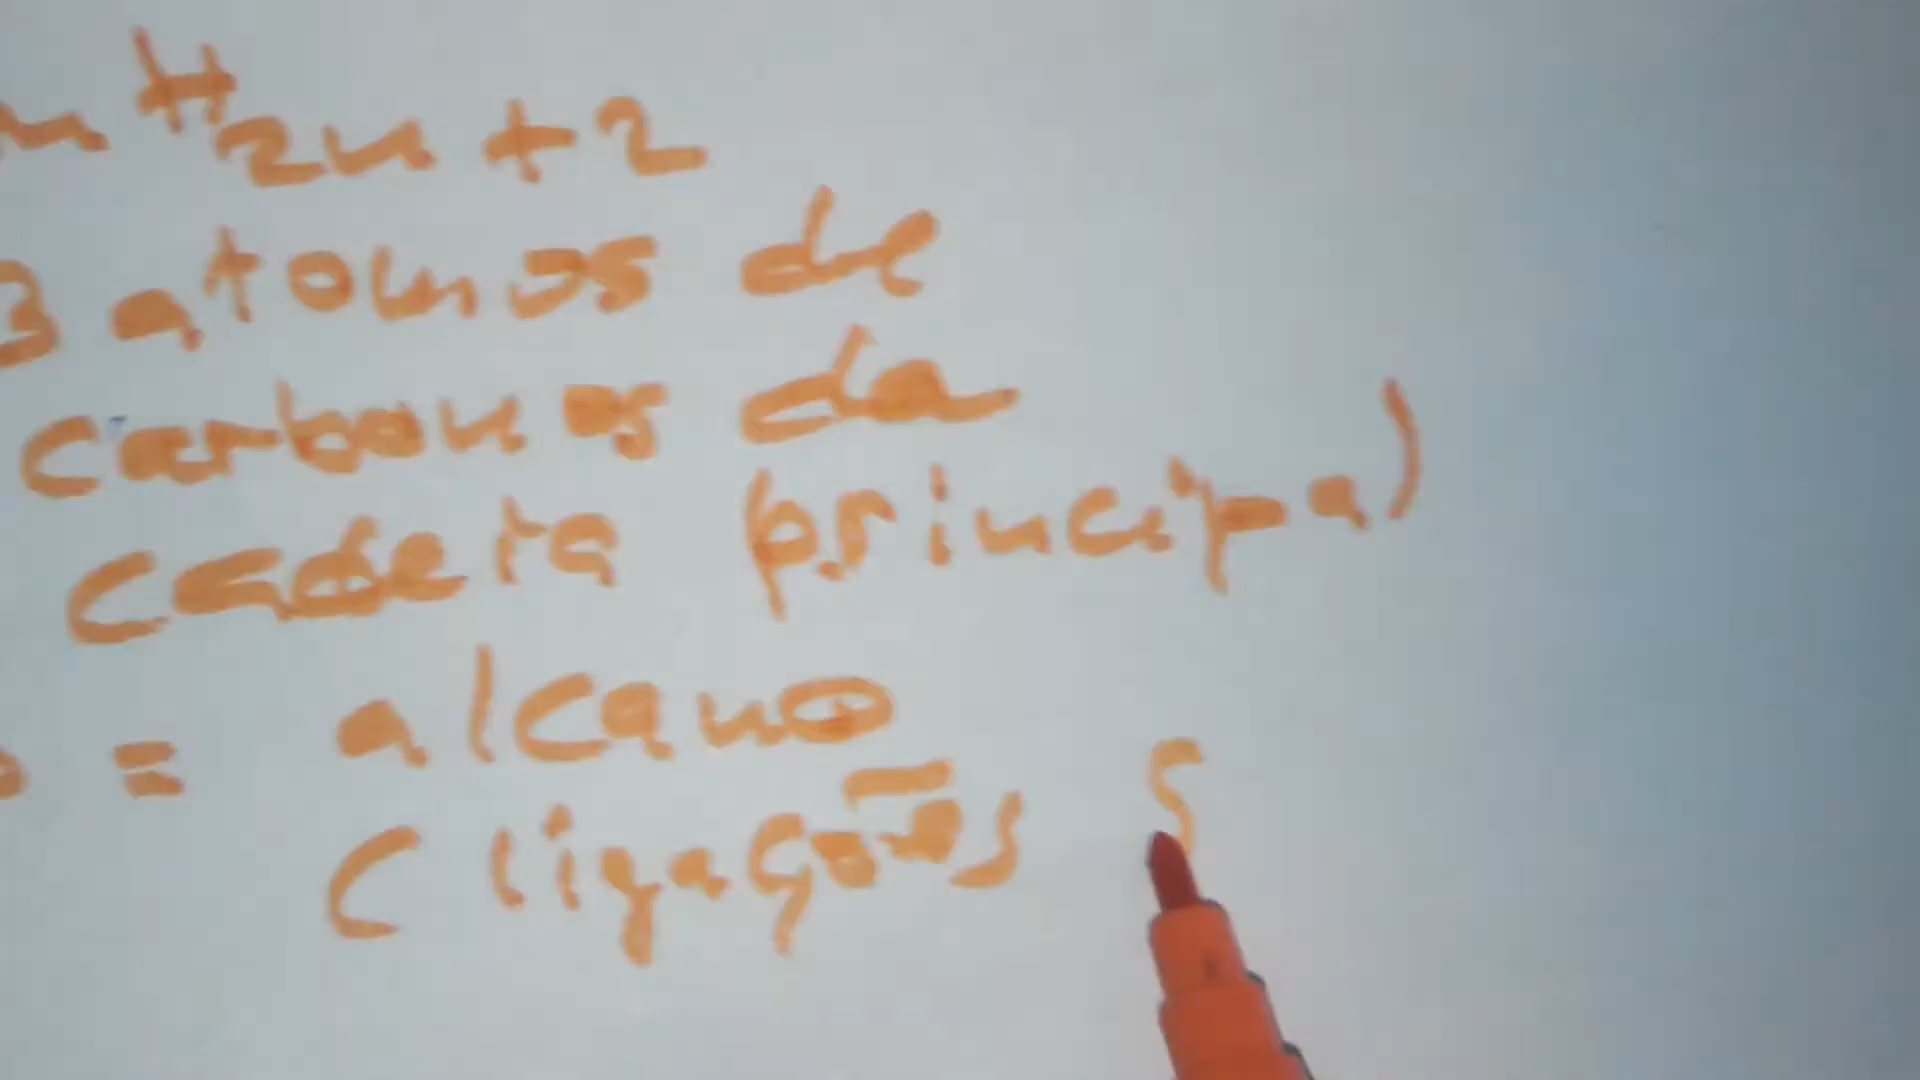 n H2n+2
3 atomos de
carbonos da
cadeia principal)
o = alcano
(ligações s